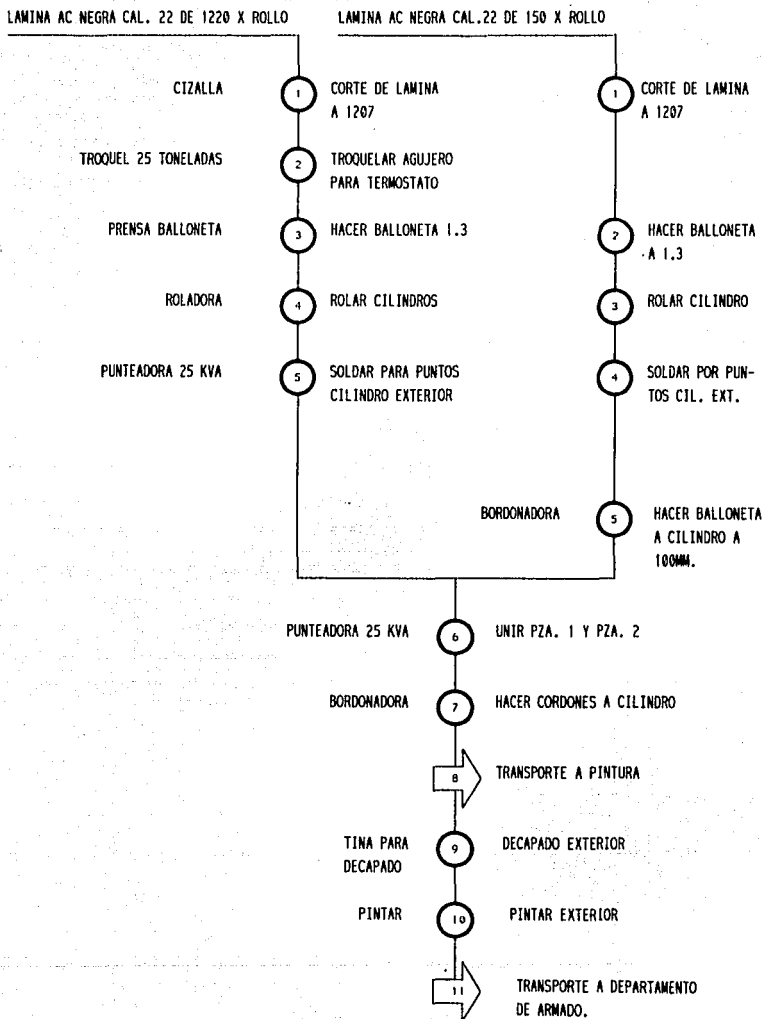 LAMINA AC NEGRA CAL. 22 DE 1220 X ROLLO
LAMINA AC NEGRA CAL.22 DE 150 X ROLLO
CIZALLA
1
CORTE DE LAMINA
A 1207
1
CORTE DE LAMINA
A 1207
TROQUEL 25 TONELADAS
2
TROQUELAR AGUJERO
PARA TERMOSTATO
PRENSA BALLONETA
3
HACER BALLONETA 1.3
2
HACER BALLONETA
A 1.3
ROLADORA
4
ROLAR CILINDROS
3
ROLAR CILINDRO
PUNTEADORA 25 KVA
5
SOLDAR PARA PUNTOS
CILINDRO EXTERIOR
4
SOLDAR POR PUN-
TOS CIL. EXT.
BORDONADORA
5
HACER BALLONETA
A CILINDRO A
100MM.
PUNTEADORA 25 KVA
6
UNIR PZA. 1 Y PZA. 2
BORDONADORA
7
HACER CORDONES A CILINDRO
8
TRANSPORTE A PINTURA
TINA PARA
DECAPADO
9
DECAPADO EXTERIOR
PINTAR
10
PINTAR EXTERIOR
11
TRANSPORTE A DEPARTAMENTO
DE ARMADO.